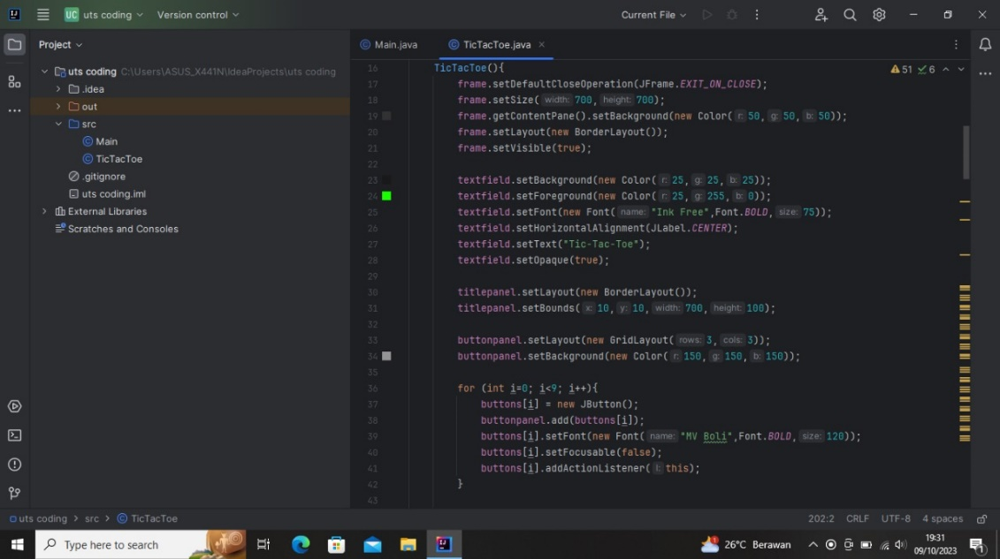 UC uts coding Version control Current File
Project
Main.java TicTacToe.java
uts coding C:\Users\ASUS_X441N\IdeaProjects\uts coding
.idea
out
src
Main
TicTacToe
.gitignore
uts coding.iml
External Libraries
Scratches and Consoles
51 6
16 TicTacToe(){
17 frame.setDefaultCloseOperation(JFrame.EXIT_ON_CLOSE);
18 frame.setSize( width: 700, height: 700);
19 frame.getContentPane().setBackground(new Color( r: 50, g: 50, b: 50));
20 frame.setLayout(new BorderLayout());
21 frame.setVisible(true);
22
23 textfield.setBackground(new Color( r: 25, g: 25, b: 25));
24 textfield.setForeground(new Color( r: 25, g: 255, b: 0));
25 textfield.setFont(new Font( name: "Ink Free",Font.BOLD, size: 75));
26 textfield.setHorizontalAlignment(JLabel.CENTER);
27 textfield.setText("Tic-Tac-Toe");
28 textfield.setOpaque(true);
29
30 titlepanel.setLayout(new BorderLayout());
31 titlepanel.setBounds( x: 10, y: 10, width: 700, height: 100);
32
33 buttonpanel.setLayout(new GridLayout( rows: 3, cols: 3));
34 buttonpanel.setBackground(new Color( r: 150, g: 150, b: 150));
35
36 for (int i=0; i<9; i++){
37 buttons[i] = new JButton();
38 buttonpanel.add(buttons[i]);
39 buttons[i].setFont(new Font( name: "MV Boli",Font.BOLD, size: 120));
40 buttons[i].setFocusable(false);
41 buttons[i].addActionListener( l: this);
42 }
43
uts coding > src > TicTacToe 202:2 CRLF UTF-8 4 spaces
Type here to search 26°C Berawan 19:31
09/10/2023